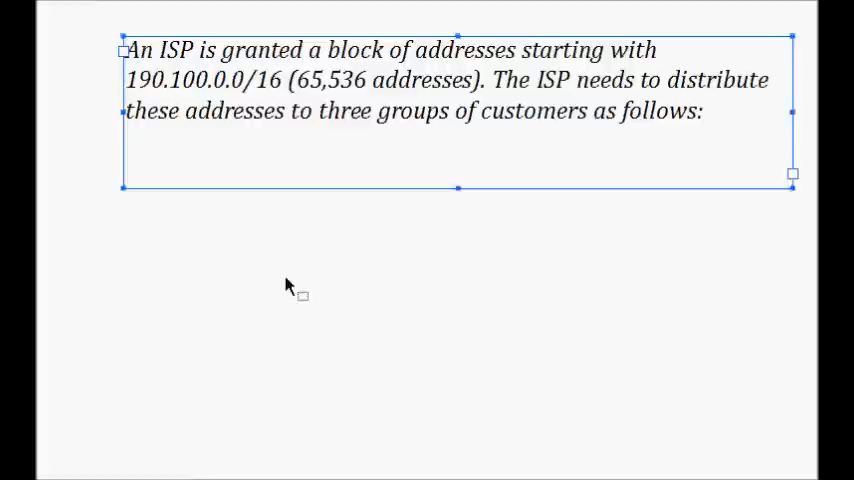 An ISP is granted a block of addresses starting with
190.100.0.0/16 (65,536 addresses). The ISP needs to distribute
these addresses to three groups of customers as follows: